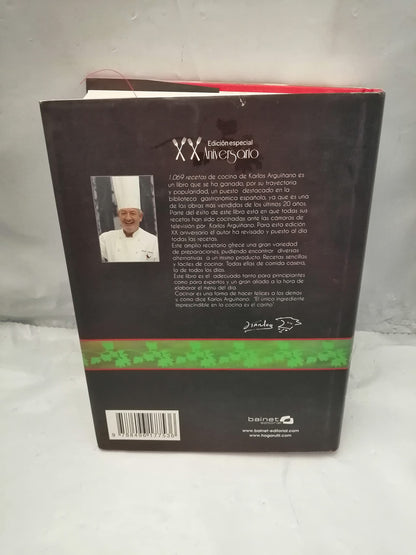 XX
Edición especial
Aniversario
1.069 recetas de cocina de Karlos Arguiñano es
un libro que se ha ganado, por su trayectoria
y popularidad, un puesto destacado en la
biblioteca gastronómica española, ya que es una
de las obras más vendidas de los últimos 20 años.
Parte del éxito de este libro está en que todas sus
recetas han sido cocinadas ante las cámaras de
televisión por Karlos Arguiñano. Para esta edición
XX aniversario el autor ha revisado y puesto al día
todas las recetas.
Este amplio recetario ofrece una gran variedad
de preparaciones, pudiendo encontrar diversas
alternativas a un mismo producto. Recetas sencillas
y fáciles de cocinar. Todas ellas de comida casera,
la de todos los días.
Este libro es el adecuado tanto para principiantes
como para expertos y un gran aliado a la hora de
elaborar el menú del día.
Cocinar es una forma de hacer felices a los demás
y, como dice Karlos Arguiñano: "El único ingrediente
imprescindible en la cocina es el cariño"
bainet
editorial
www.bainet-editorial.com
www.hogarutil.com